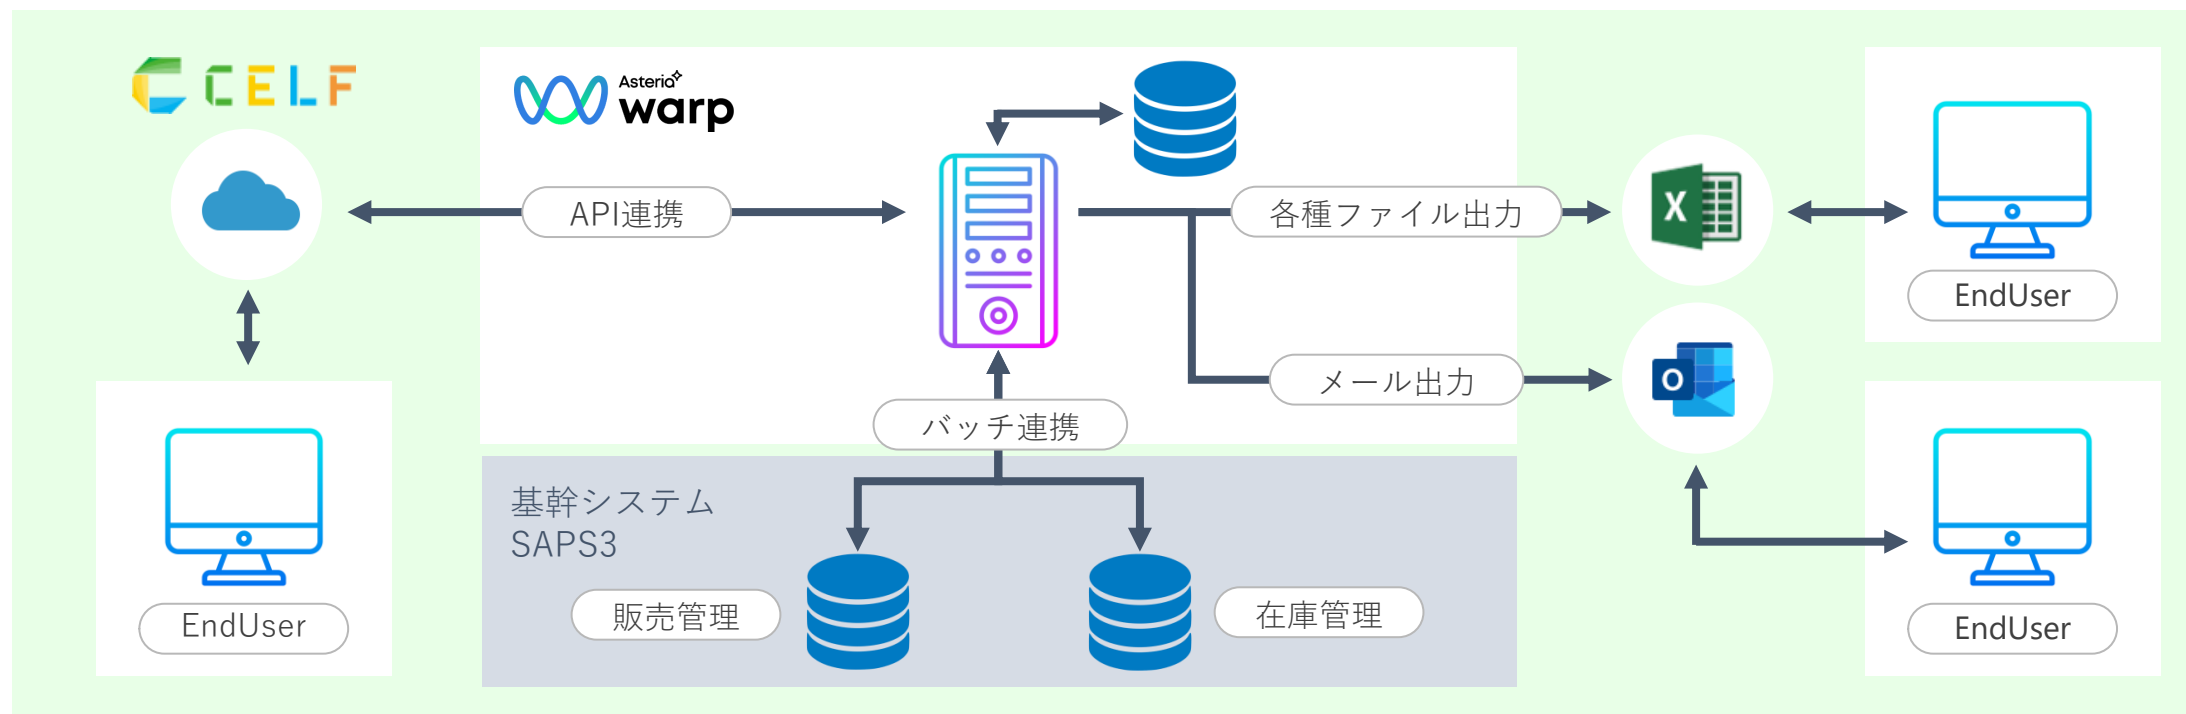 CELF
Asteria
warp
API連携
各種ファイル出力
EndUser
メール出力
バッチ連携
基幹システム
SAPS3
販売管理
在庫管理
EndUser
EndUser